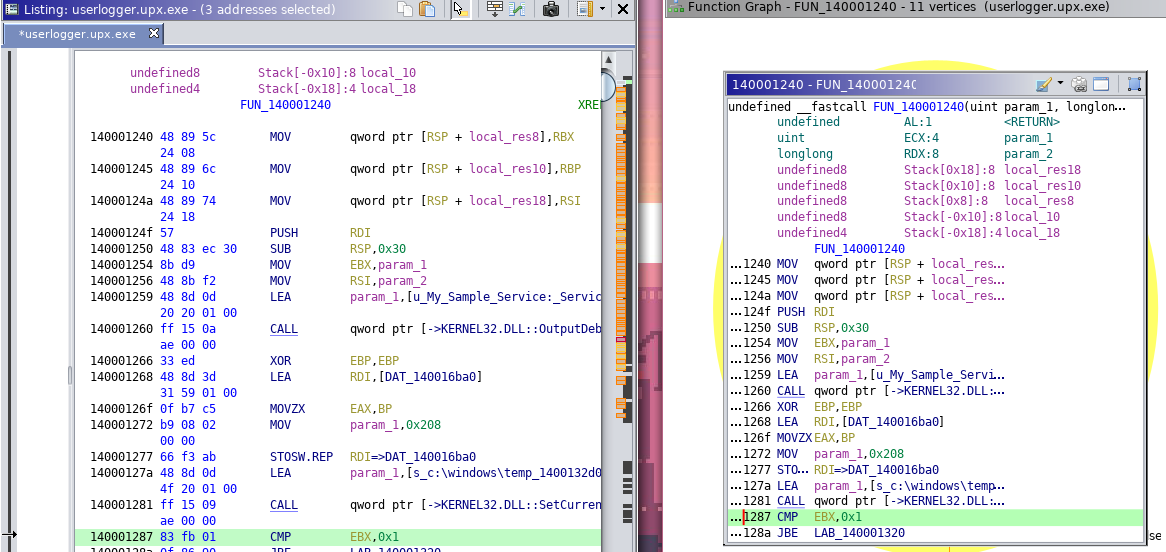 Listing: userlogger.upx.exe - (3 addresses selected)
*userlogger.upx.exe
undefined8 Stack[-0x10]:8 local_10
undefined4 Stack[-0x18]:4 local_18
FUN_140001240 XREF
140001240 48 89 5c MOV qword ptr [RSP + local_res8],RBX
24 08
140001245 48 89 6c MOV qword ptr [RSP + local_res10],RBP
24 10
14000124a 48 89 74 MOV qword ptr [RSP + local_res18],RSI
24 18
14000124f 57 PUSH RDI
140001250 48 83 ec 30 SUB RSP,0x30
140001254 8b d9 MOV EBX,param_1
140001256 48 8b f2 MOV RSI,param_2
140001259 48 8d 0d LEA param_1,[u_My_Sample_Service:_Servic
20 20 01 00
140001260 ff 15 0a CALL qword ptr [->KERNEL32.DLL::OutputDeb
ae 00 00
140001266 33 ed XOR EBP,EBP
140001268 48 8d 3d LEA RDI,[DAT_140016ba0]
31 59 01 00
14000126f 0f b7 c5 MOVZX EAX,BP
140001272 b9 08 02 MOV param_1,0x208
00 00
140001277 66 f3 ab STOSW.REP RDI=>DAT_140016ba0
14000127a 48 8d 0d LEA param_1,[s_c:\windows\temp_1400132d0
4f 20 01 00
140001281 ff 15 09 CALL qword ptr [->KERNEL32.DLL::SetCurren
ae 00 00
140001287 83 fb 01 CMP EBX,0x1
14000128a 0f 86 90 JBE LAB_140001320
Function Graph - FUN_140001240 - 11 vertices (userlogger.upx.exe)
140001240 - FUN_140001240
undefined __fastcall FUN_140001240(uint param_1, longlon...
undefined AL:1 <RETURN>
uint ECX:4 param_1
longlong RDX:8 param_2
undefined8 Stack[0x18]:8 local_res18
undefined8 Stack[0x10]:8 local_res10
undefined8 Stack[0x8]:8 local_res8
undefined8 Stack[-0x10]:8 local_10
undefined4 Stack[-0x18]:4 local_18
FUN_140001240
...1240 MOV qword ptr [RSP + local_res...
...1245 MOV qword ptr [RSP + local_res...
...124a MOV qword ptr [RSP + local_res...
...124f PUSH RDI
...1250 SUB RSP,0x30
...1254 MOV EBX,param_1
...1256 MOV RSI,param_2
...1259 LEA param_1,[u_My_Sample_Servi...
...1260 CALL qword ptr [->KERNEL32.DLL:...
...1266 XOR EBP,EBP
...1268 LEA RDI,[DAT_140016ba0]
...126f MOVZX EAX,BP
...1272 MOV param_1,0x208
...1277 STO... RDI=>DAT_140016ba0
...127a LEA param_1,[s_c:\windows\temp...
...1281 CALL qword ptr [->KERNEL32.DLL:...
...1287 CMP EBX,0x1
...128a JBE LAB_140001320